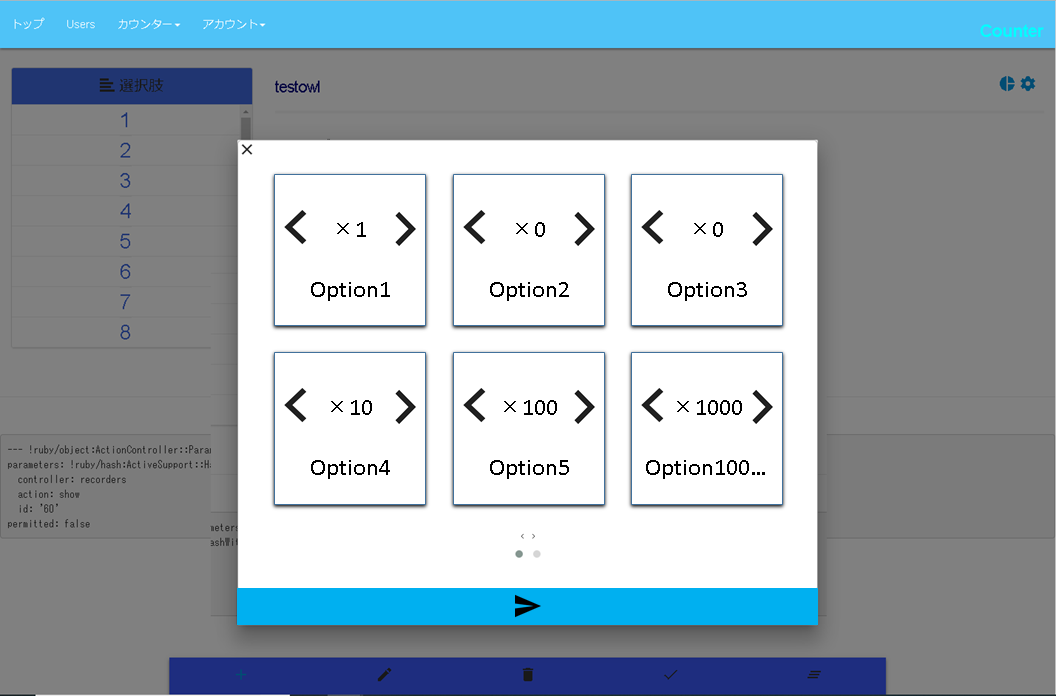 トップ Users カウンター アカウント
Counter
選択肢
testowl
1
2
3
4
5
6
7
8
×1
×0
×0
Option1
Option2
Option3
×10
×100
×1000
Option4
Option5
Option100...
--- !ruby/object:ActionController::Para
parameters: !ruby/hash:ActiveSupport::Ha
controller: recorders
action: show
id: '60'
permitted: false
meters
ashWit